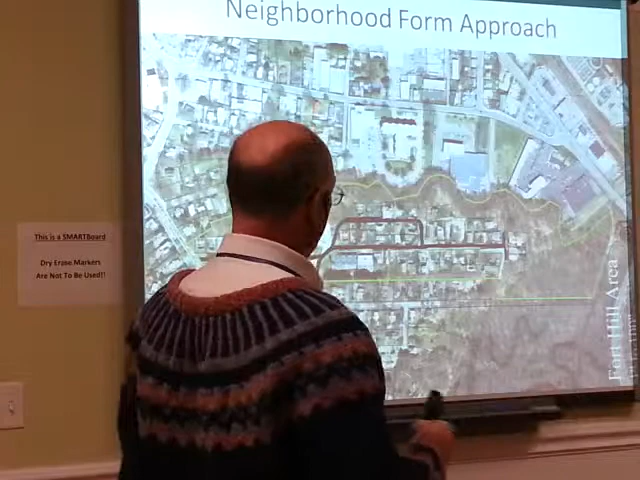 Neighborhood Form Approach
This is a SMARTBoard
Dry Erase Markers
Are Not To Be Used!!
Fort Hill Area